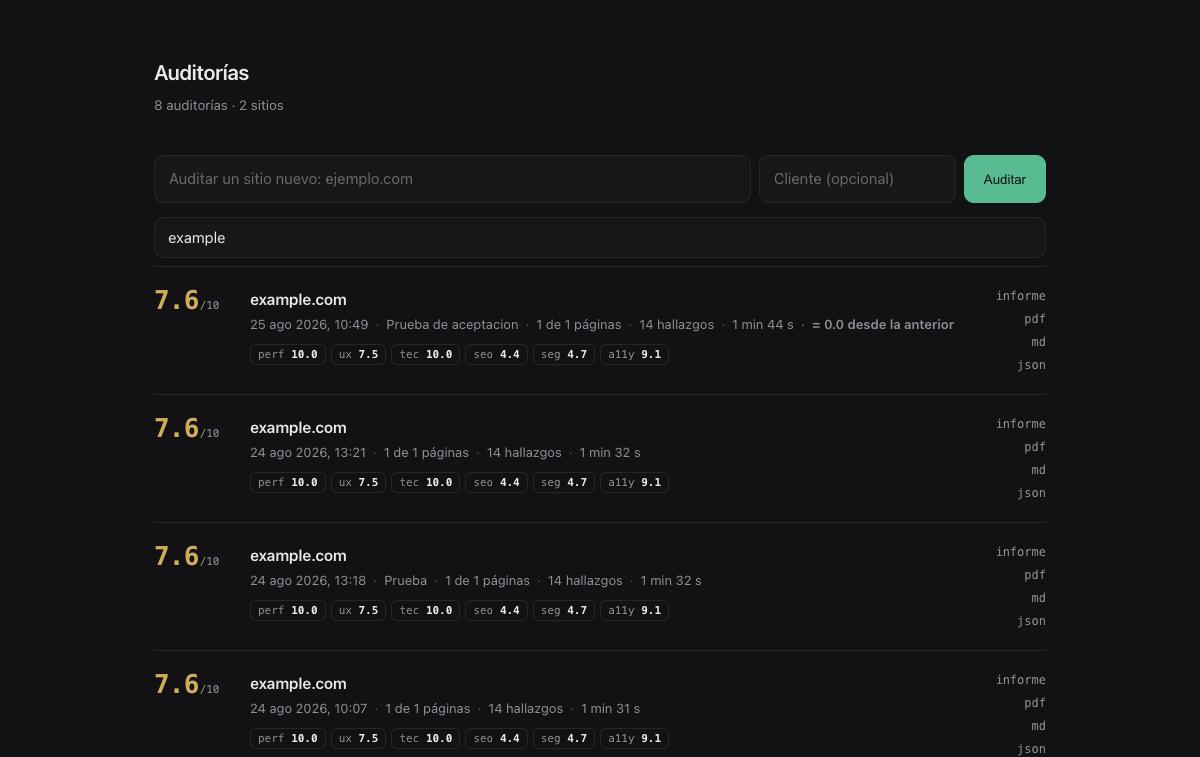 Auditorías
8 auditorías · 2 sitios
Auditar un sitio nuevo: ejemplo.com
Cliente (opcional)
Auditar
example
7.6/10
example.com
25 ago 2026, 10:49 · Prueba de aceptacion · 1 de 1 páginas · 14 hallazgos · 1 min 44 s · = 0.0 desde la anterior
perf 10.0 ux 7.5 tec 10.0 seo 4.4 seg 4.7 a11y 9.1
informe
pdf
md
json
7.6/10
example.com
24 ago 2026, 13:21 · 1 de 1 páginas · 14 hallazgos · 1 min 32 s
perf 10.0 ux 7.5 tec 10.0 seo 4.4 seg 4.7 a11y 9.1
informe
pdf
md
json
7.6/10
example.com
24 ago 2026, 13:18 · Prueba · 1 de 1 páginas · 14 hallazgos · 1 min 32 s
perf 10.0 ux 7.5 tec 10.0 seo 4.4 seg 4.7 a11y 9.1
informe
pdf
md
json
7.6/10
example.com
24 ago 2026, 10:07 · 1 de 1 páginas · 14 hallazgos · 1 min 31 s
perf 10.0 ux 7.5 tec 10.0 seo 4.4 seg 4.7 a11y 9.1
informe
pdf
md
json